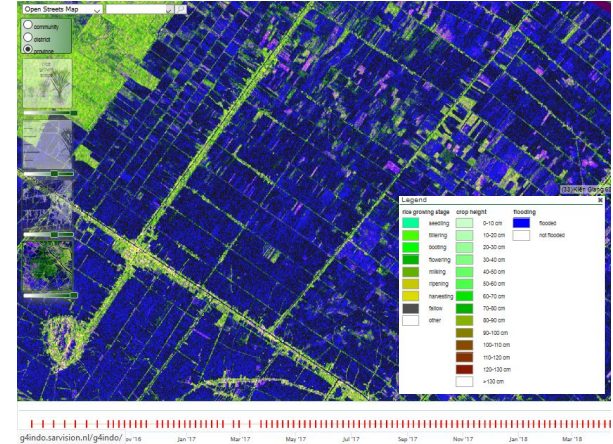 Open Streets Map
community
district
province
(33) Kiên Giang
Legend
rice growing stage crop height flooding
seedling 0-10 cm flooded
tillering 10-20 cm not flooded
booting 20-30 cm
flowering 30-40 cm
milking 40-50 cm
ripening 50-60 cm
harvesting 60-70 cm
fallow 70-80 cm
other 80-90 cm
90-100 cm
100-110 cm
110-120 cm
120-130 cm
>130 cm
g4indo.sarvision.nl/g4indo/ ov '16 Jan '17 Mar '17 May '17 Jul '17 Sep '17 Nov '17 Jan '18 Mar '18